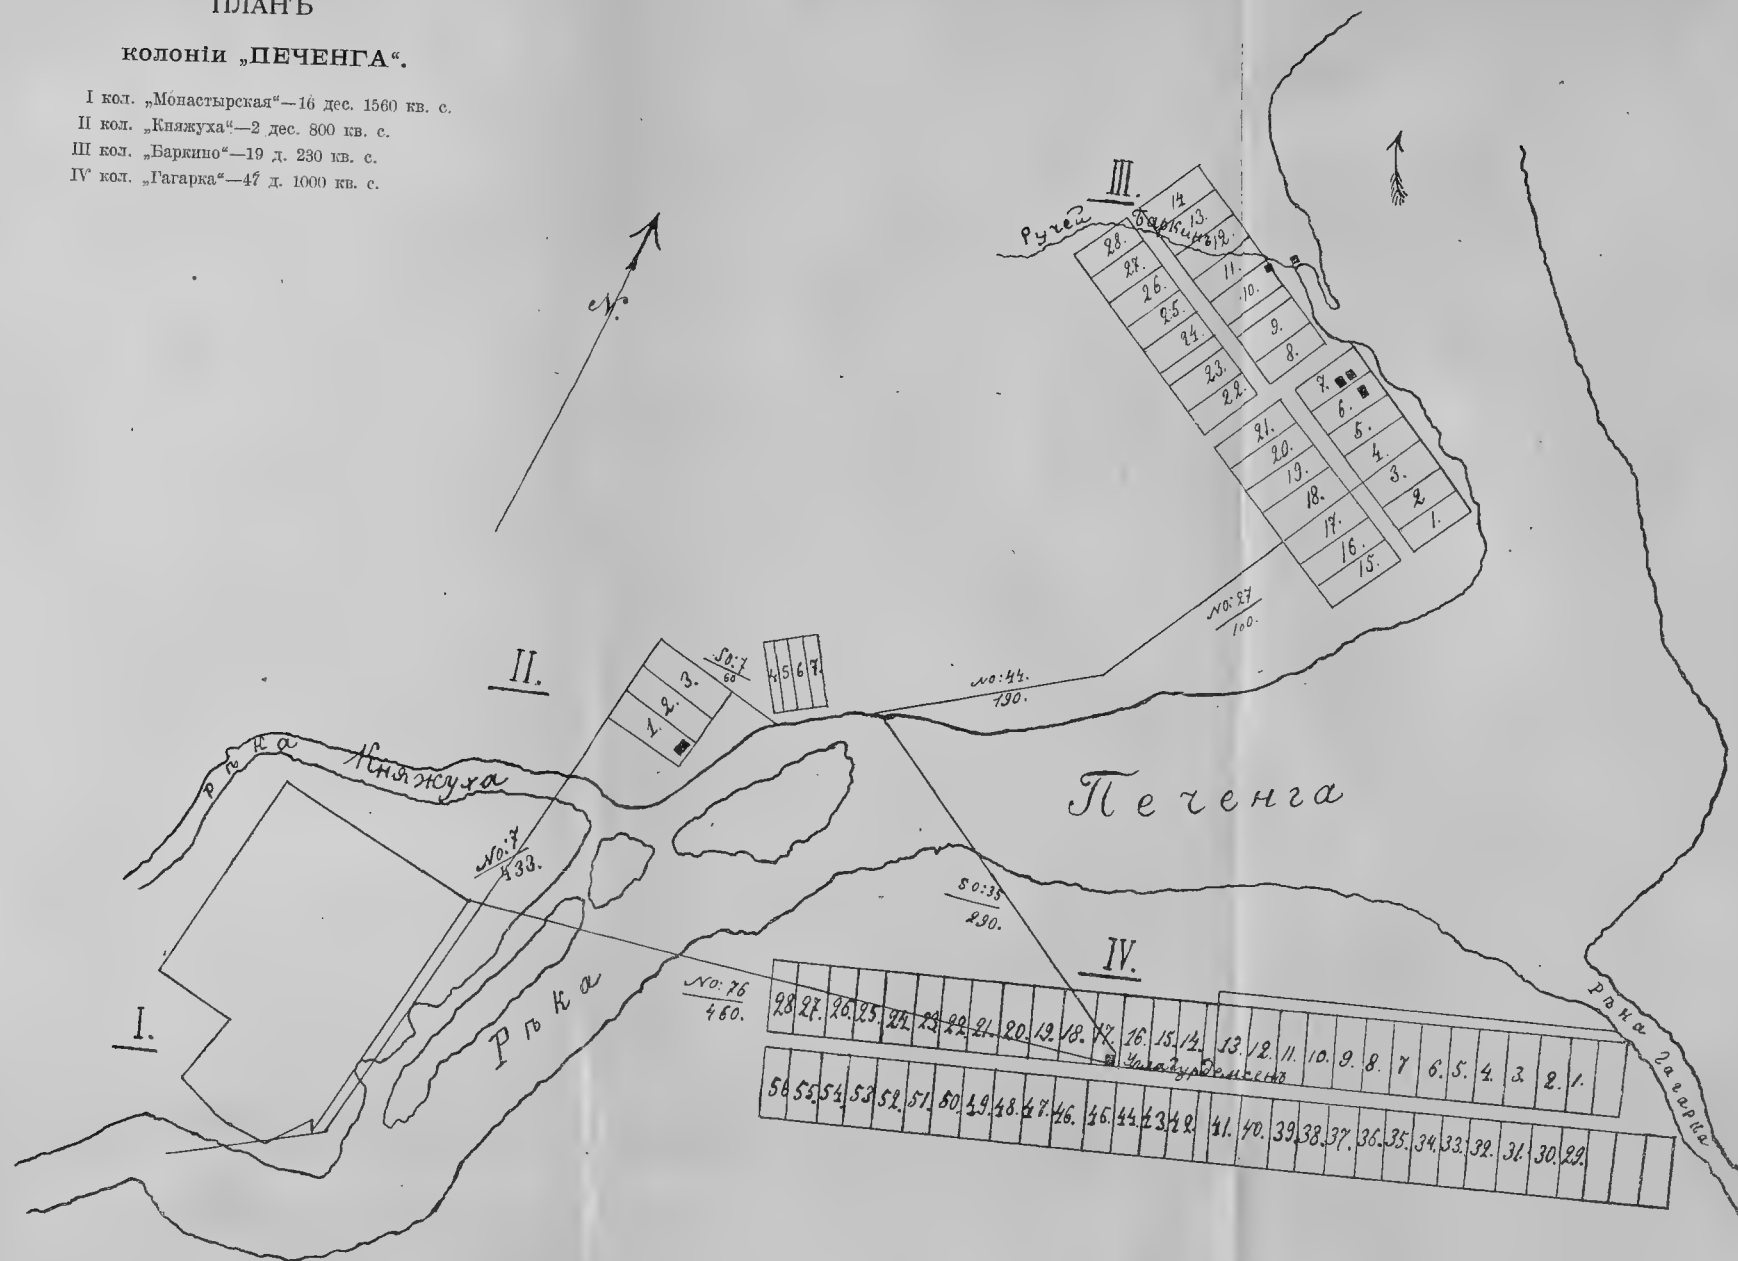 ПЛАНЪ
колоніи „ПЕЧЕНГА“.
I кол. „Монастырская“—16 дес. 1560 кв. с.
II кол. „Княжуха“—2 дес. 800 кв. с.
III кол. „Баркино“—19 д. 230 кв. с.
IV кол. „Гагарка“—47 д. 1000 кв. с.
N.
III.
Ручей Баркинъ
14
13.
12.
11.
10.
9.
8.
28.
27.
26.
25.
24.
23.
22.
7.
6.
5.
4.
3.
2
1.
21.
20.
19.
18.
17.
16.
15.
NO:27
100.
II.
3.
2.
1.
SO:7
60
4 5 6 7.
NO:44.
190.
рѣка Княжуха
NO:7
433.
Печенга
SO:35
290.
I.
Рѣка
NO:76
460.
IV.
28 27. 26. 25. 24 23 22. 21. 20. 19. 18. 17. 16. 15. 14. 13. 12. 11. 10. 9. 8. 7 6. 5. 4. 3. 2. 1.
56 55. 54. 53 52. 51. 50 49. 48. 47. 46. 46. 44. 43. 42. 41. 40. 39. 38. 37. 36. 35. 34. 33. 32. 31. 30. 29.
Рѣка Гагарка